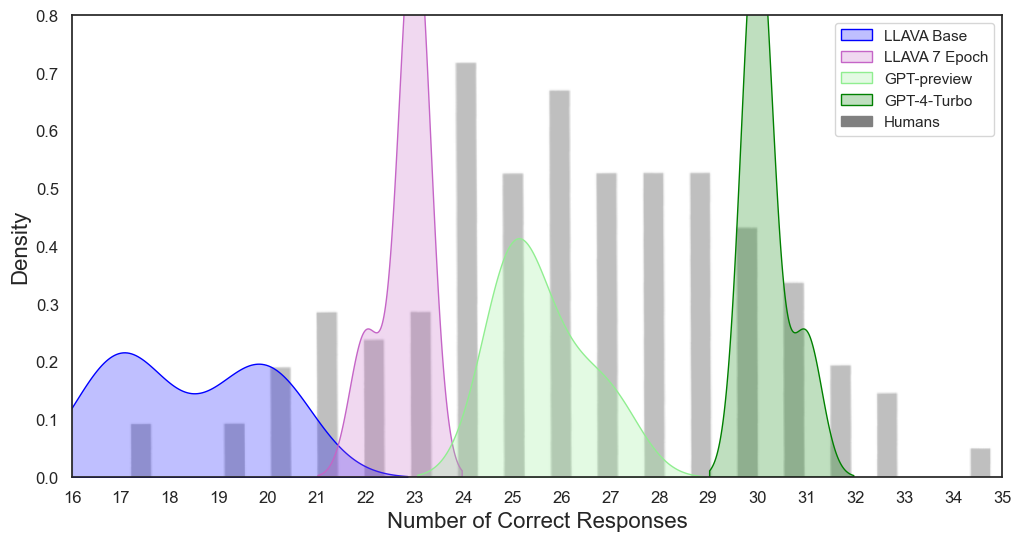 0.8
0.7
0.6
0.5
0.4
0.3
0.2
0.1
0.0
Density
LLAVA Base
LLAVA 7 Epoch
GPT-preview
GPT-4-Turbo
Humans
16 17 18 19 20 21 22 23 24 25 26 27 28 29 30 31 32 33 34 35
Number of Correct Responses